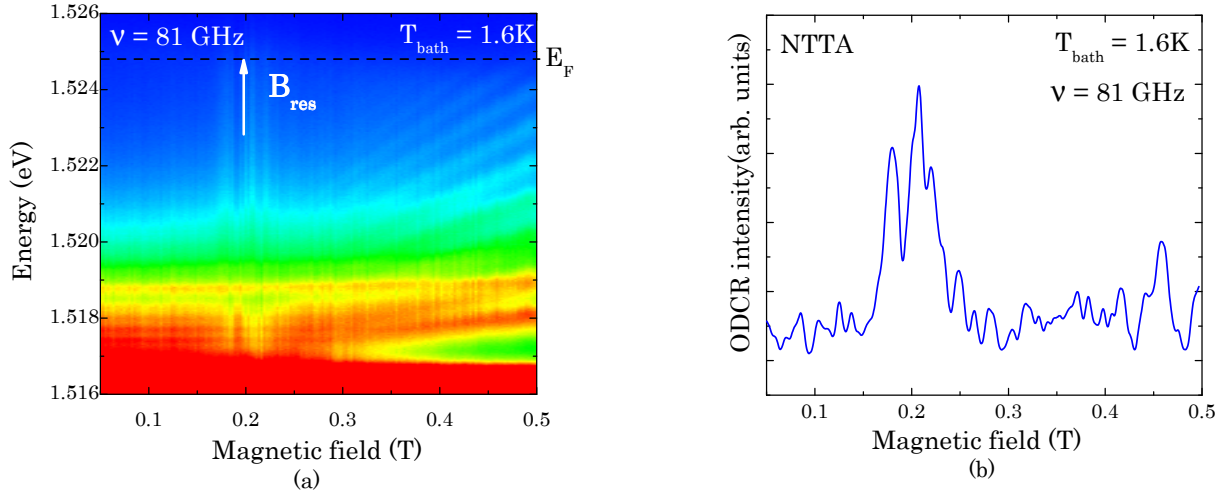 ν = 81 GHz
T_bath = 1.6K
E_F
B_res
1.526
1.524
1.522
1.520
1.518
1.516
Energy (eV)
0.1 0.2 0.3 0.4 0.5
Magnetic field (T)
(a)
NTTA
T_bath = 1.6K
ν = 81 GHz
ODCR intensity(arb. units)
0.1 0.2 0.3 0.4 0.5
Magnetic field (T)
(b)